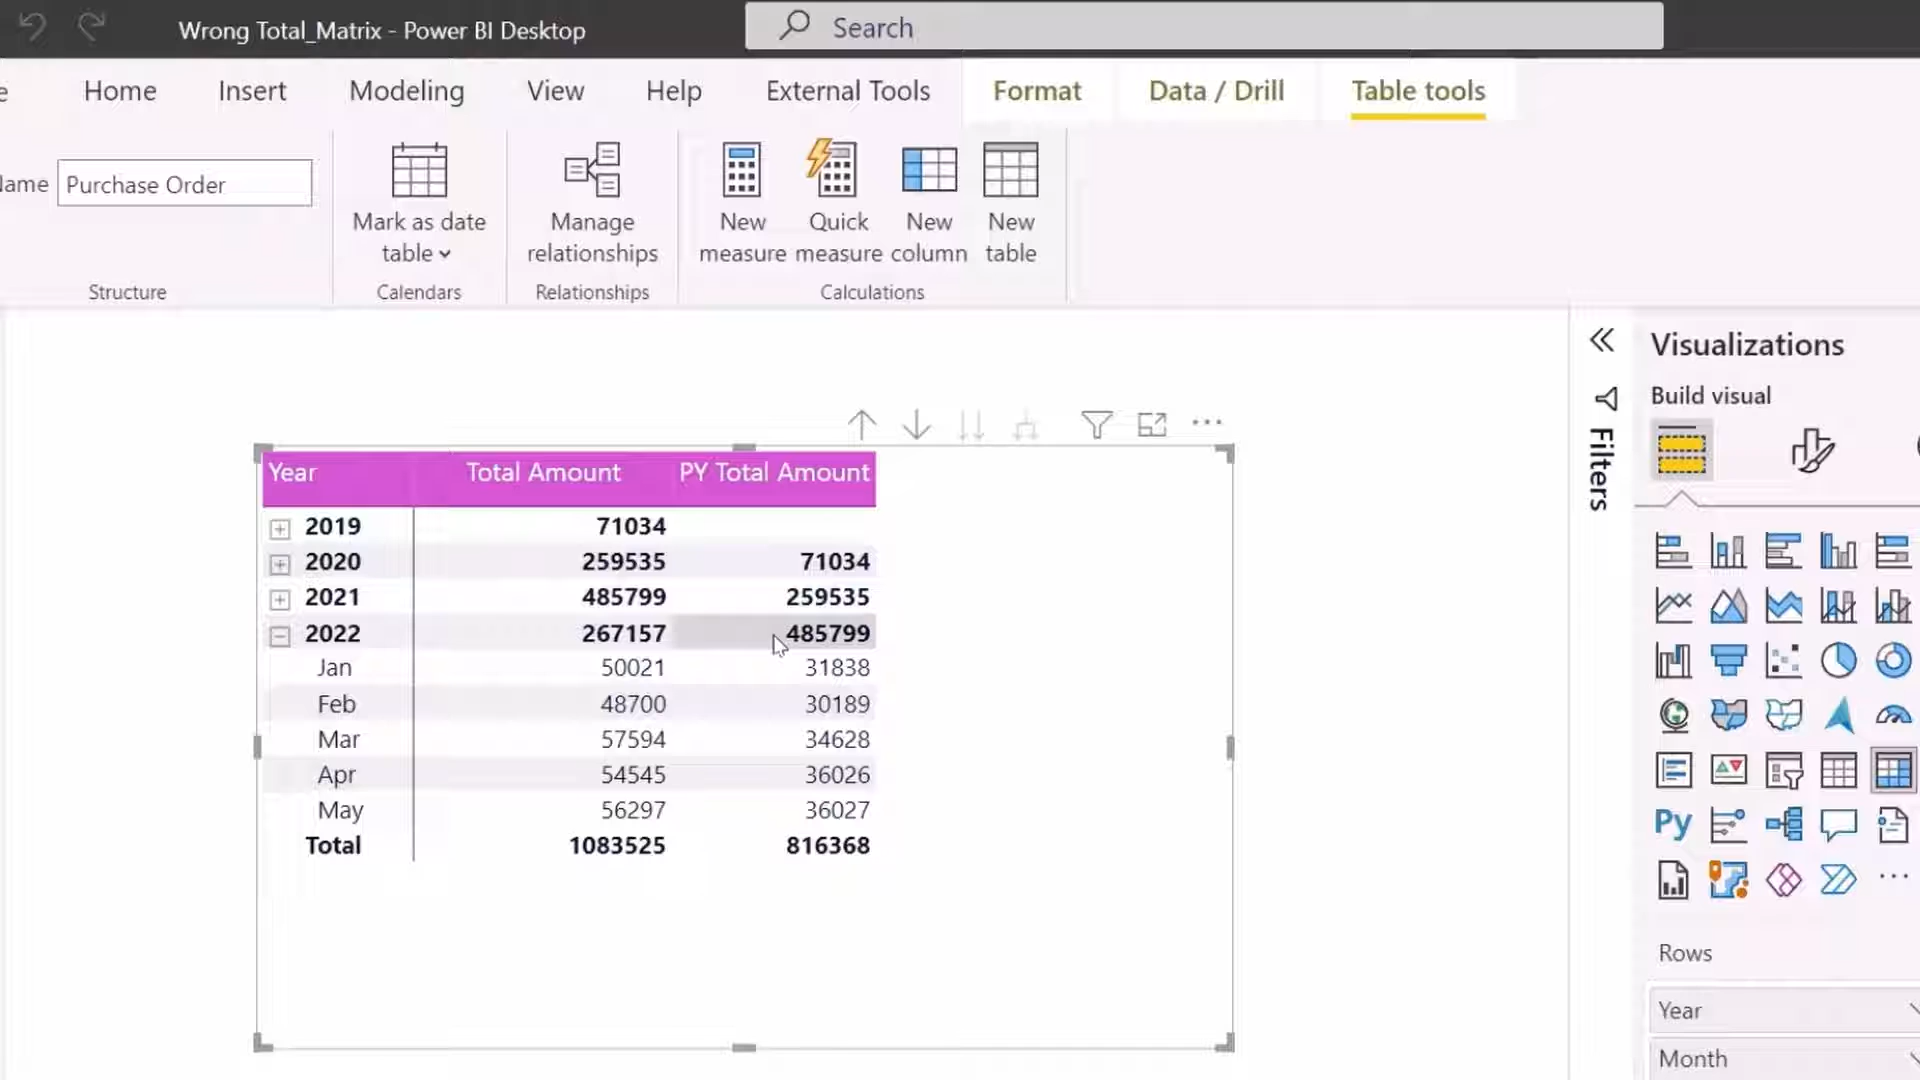 Wrong Total_Matrix - Power BI Desktop
Search
e Home Insert Modeling View Help External Tools Format Data / Drill Table tools
Name Purchase Order
Mark as date table
Manage relationships
New measure
Quick measure
New column
New table
Structure Calendars Relationships Calculations
Visualizations
Build visual
Filters
Year Total Amount PY Total Amount
2019 71034
2020 259535 71034
2021 485799 259535
2022 267157 485799
Jan 50021 31838
Feb 48700 30189
Mar 57594 34628
Apr 54545 36026
May 56297 36027
Total 1083525 816368
Py
Rows
Year
Month